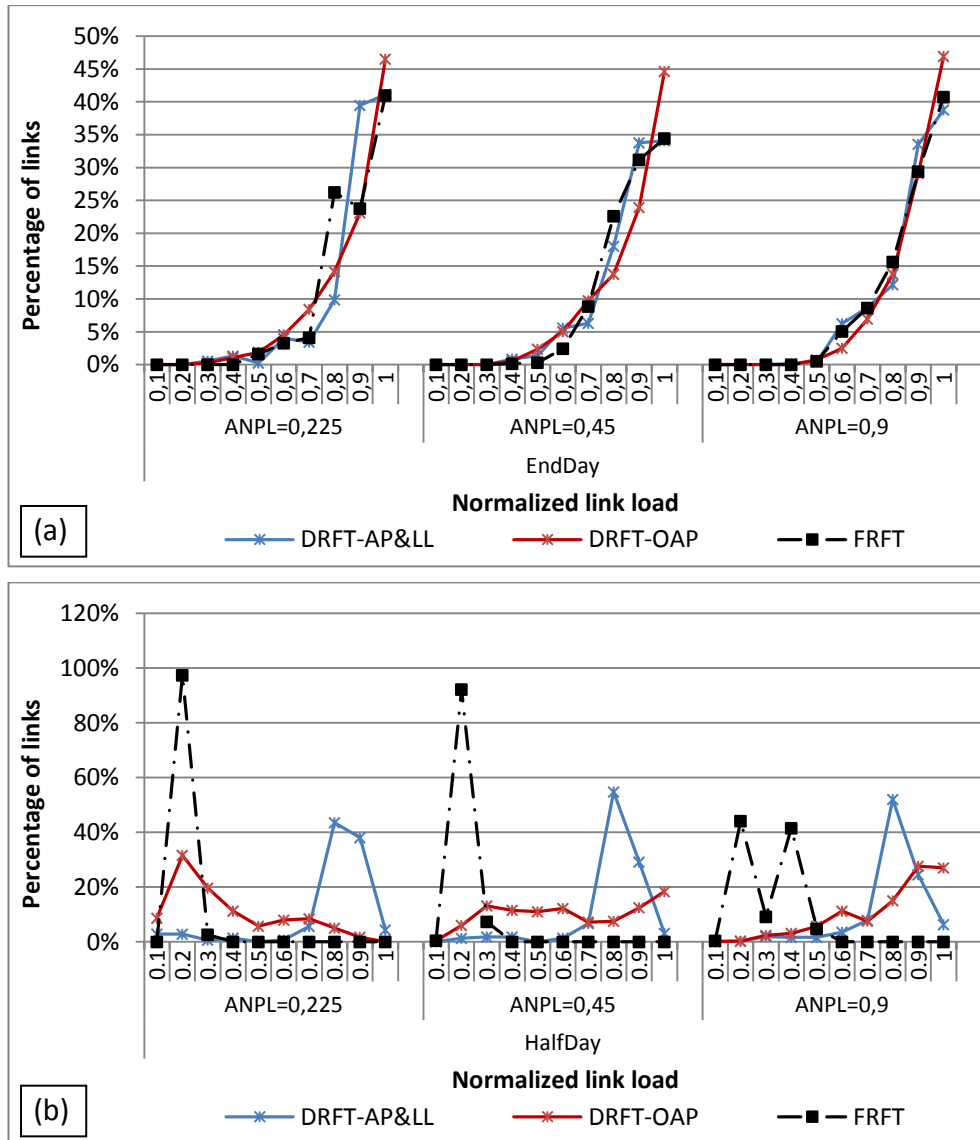 50%
45%
40%
35%
30%
25%
20%
15%
10%
5%
0%
Percentage of links
0,1 0,2 0,3 0,4 0,5 0,6 0,7 0,8 0,9 1 0,1 0,2 0,3 0,4 0,5 0,6 0,7 0,8 0,9 1 0,1 0,2 0,3 0,4 0,5 0,6 0,7 0,8 0,9 1
ANPL=0,225 ANPL=0,45 ANPL=0,9
EndDay
Normalized link load
(a) DRFT-AP&LL DRFT-OAP FRFT
120%
100%
80%
60%
40%
20%
0%
Percentage of links
0.1 0.2 0.3 0.4 0.5 0.6 0.7 0.8 0.9 1 0.1 0.2 0.3 0.4 0.5 0.6 0.7 0.8 0.9 1 0.1 0.2 0.3 0.4 0.5 0.6 0.7 0.8 0.9 1
ANPL=0,225 ANPL=0,45 ANPL=0,9
HalfDay
Normalized link load
(b) DRFT-AP&LL DRFT-OAP FRFT